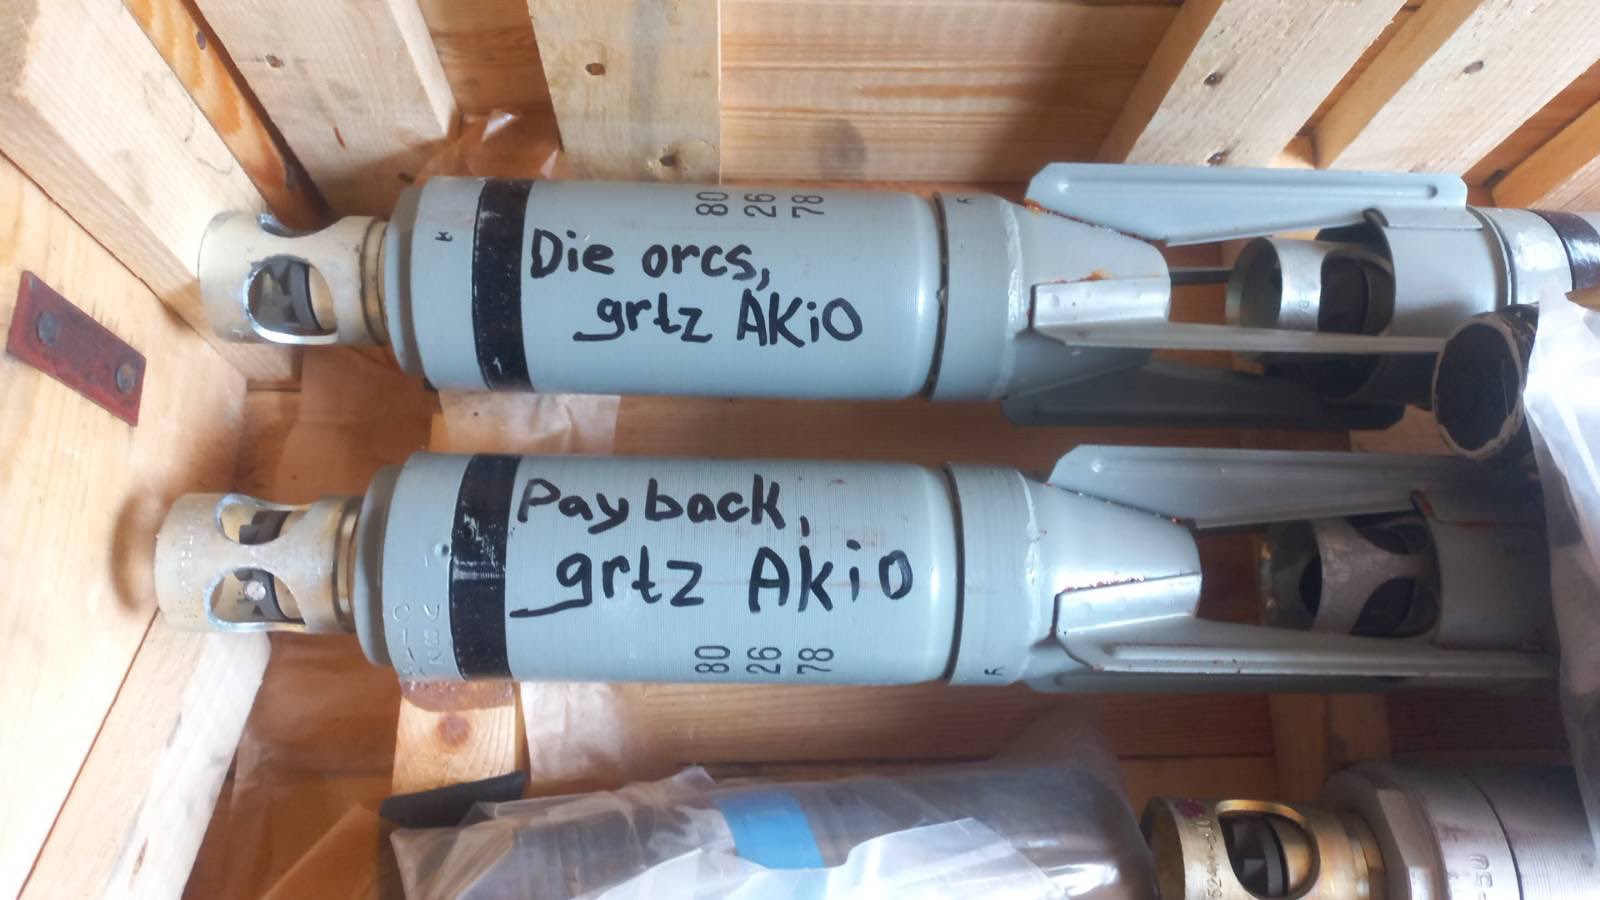 80
26
78
Die orcs,
grtz AKiO
Payback,
grtz AKiO
80
26
78